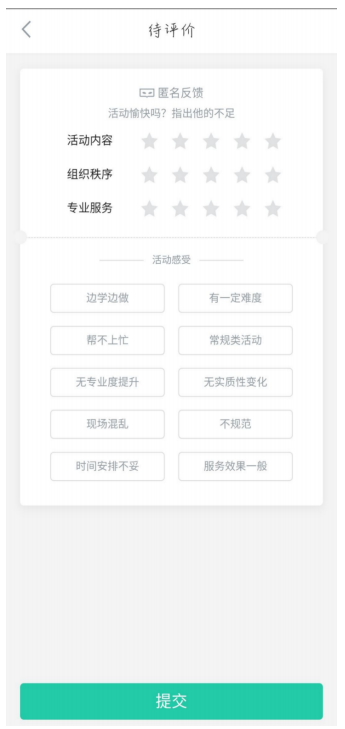 待评价
匿名反馈
活动愉快吗？指出他的不足
活动内容
组织秩序
专业服务
活动感受
边学边做 有一定难度
帮不上忙 常规类活动
无专业度提升 无实质性变化
现场混乱 不规范
时间安排不妥 服务效果一般
提交